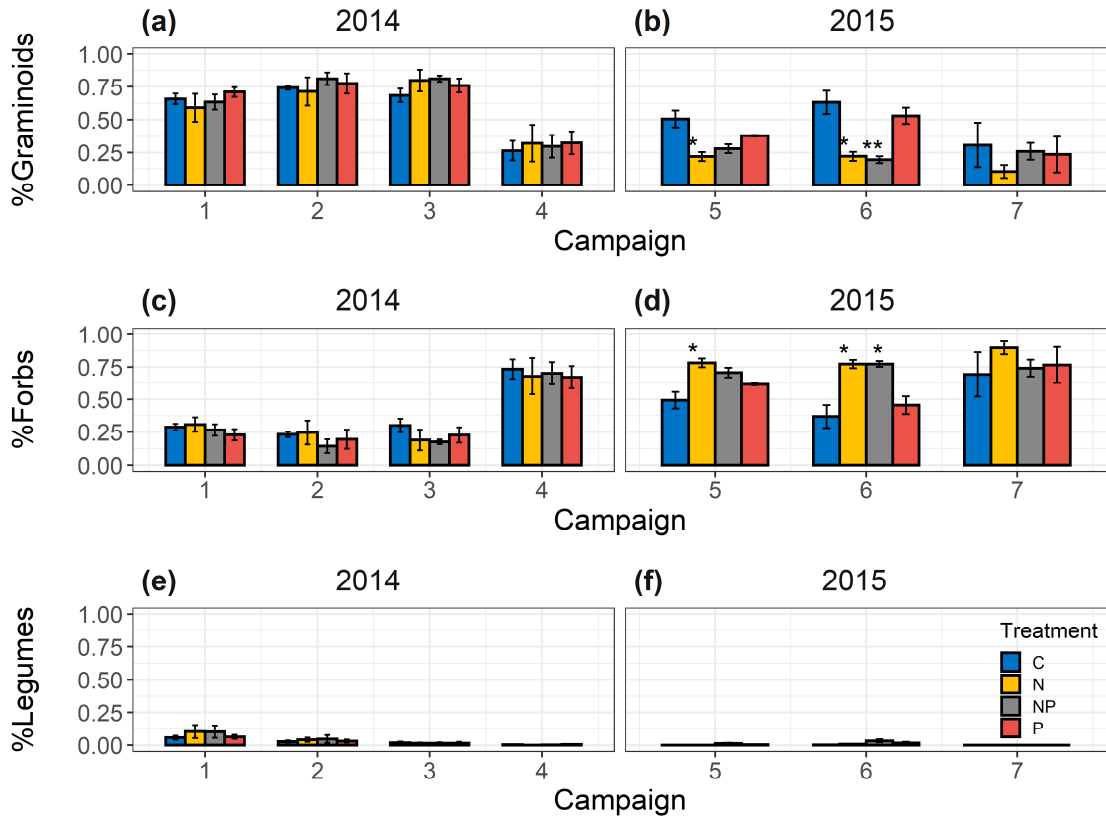 (a) 2014 (b) 2015
%Graminoids
1.00
0.75
0.50
0.25
0.00
* * **
1 2 3 4 5 6 7
Campaign
(c) 2014 (d) 2015
%Forbs
1.00
0.75
0.50
0.25
0.00
* * *
1 2 3 4 5 6 7
Campaign
(e) 2014 (f) 2015
%Legumes
1.00
0.75
0.50
0.25
0.00
Treatment
C
N
NP
P
1 2 3 4 5 6 7
Campaign